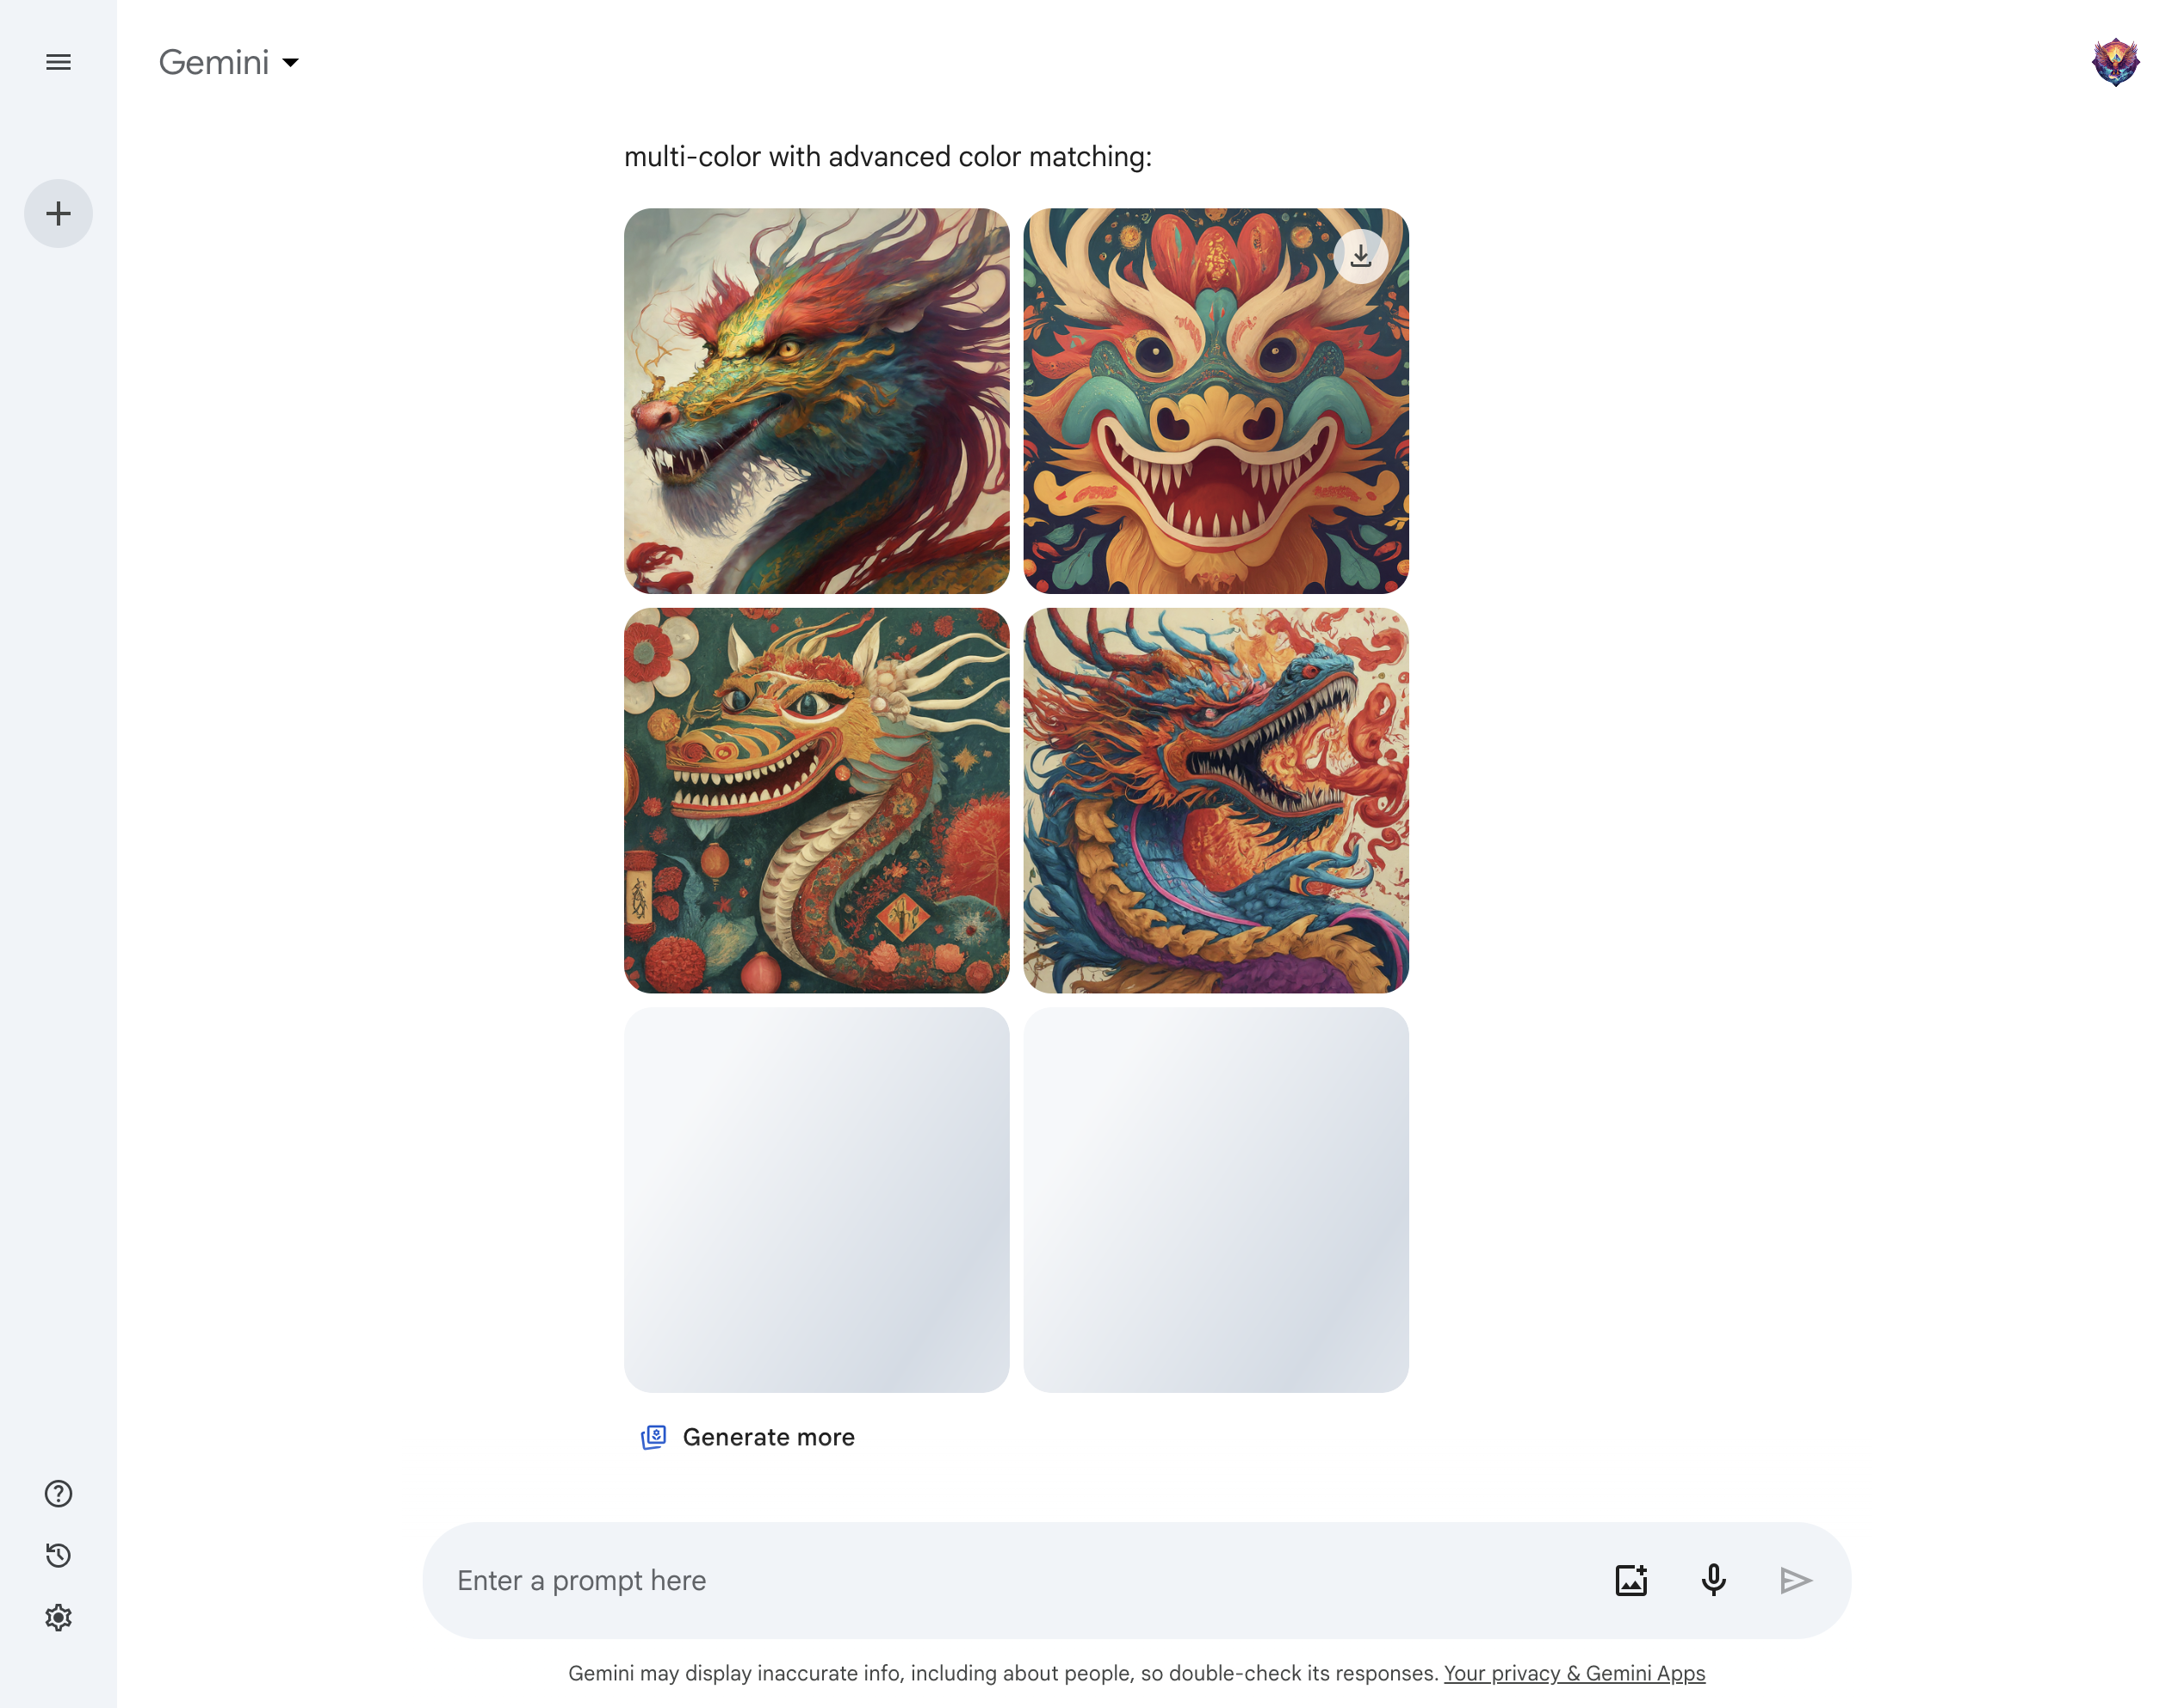 Gemini
multi-color with advanced color matching:
Generate more
Enter a prompt here
Gemini may display inaccurate info, including about people, so double-check its responses. Your privacy & Gemini Apps